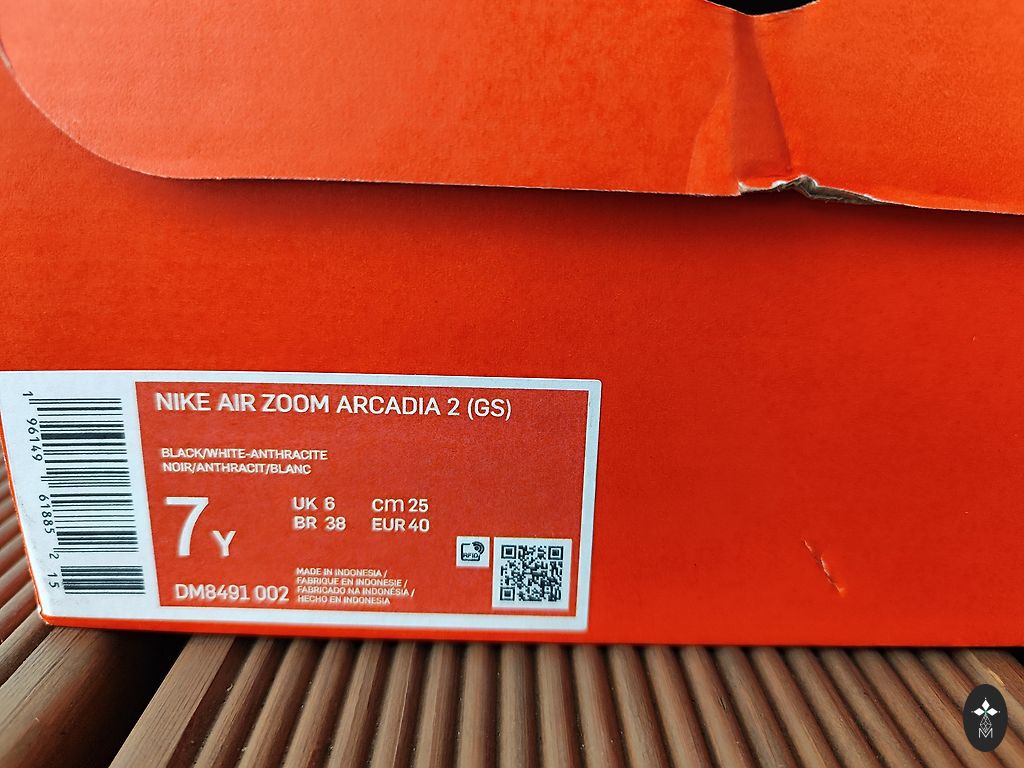 NIKE AIR ZOOM ARCADIA 2 (GS)
BLACK/WHITE-ANTHRACITE
NOIR/ANTHRACIT/BLANC
7Y
UK 6 cm 25
BR 38 EUR 40
DM8491 002
MADE IN INDONESIA /
FABRIQUE EN INDONESIE /
FABRICADO NA INDONÉSIA /
HECHO EN INDONESIA
RFID
1 96149 61885 2 15
M